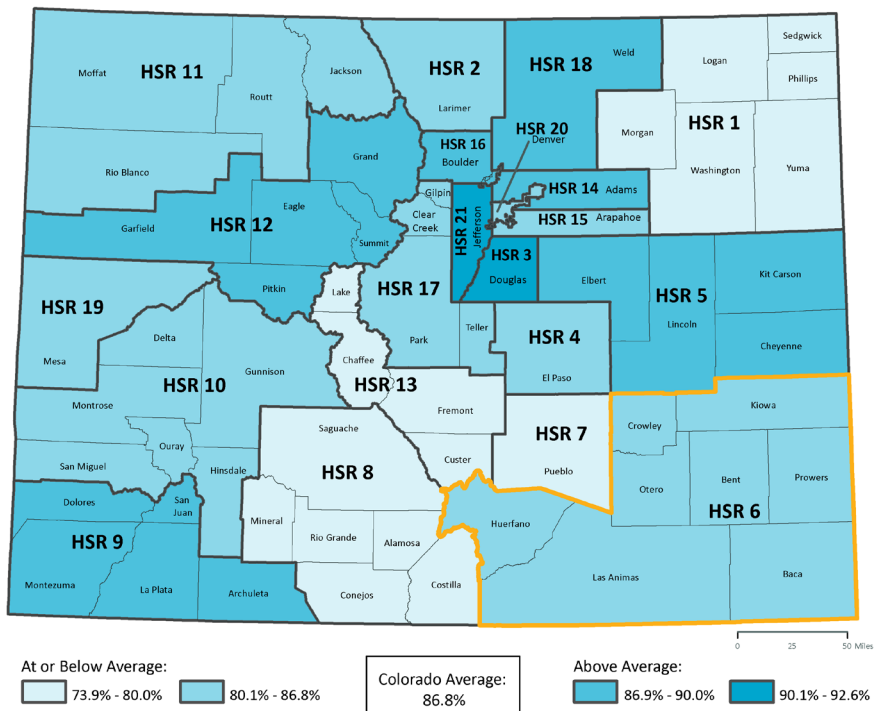 Sedgwick
Weld
Logan
Jackson
HSR 2
HSR 18
HSR 11
Moffat
Phillips
Routt
Larimer
HSR 1
HSR 20
Morgan
Denver
HSR 16
Boulder
Grand
Washington
Yuma
Rio Blanco
HSR 14 Adams
Gilpin
Eagle
Clear
Creek
HSR 15 Arapahoe
HSR 12
Garfield
HSR 21
Jefferson
Summit
HSR 3
Kit Carson
Douglas
Elbert
Pitkin
HSR 17
Lake
HSR 5
HSR 19
Lincoln
Teller
HSR 4
Delta
Park
Cheyenne
Mesa
Chaffee
Gunnison
El Paso
HSR 10
HSR 13
Montrose
Kiowa
Fremont
Crowley
Saguache
HSR 7
Ouray
Custer
San Miguel
Hinsdale
HSR 8
Pueblo
Bent
Prowers
Otero
Dolores
San
Juan
HSR 6
Mineral
Huerfano
HSR 9
Rio Grande
Alamosa
Baca
Las Animas
Montezuma
La Plata
Archuleta
Conejos
Costilla
0 25 50 Miles
At or Below Average:
73.9% - 80.0%
80.1% - 86.8%
Colorado Average:
86.8%
Above Average:
86.9% - 90.0%
90.1% - 92.6%